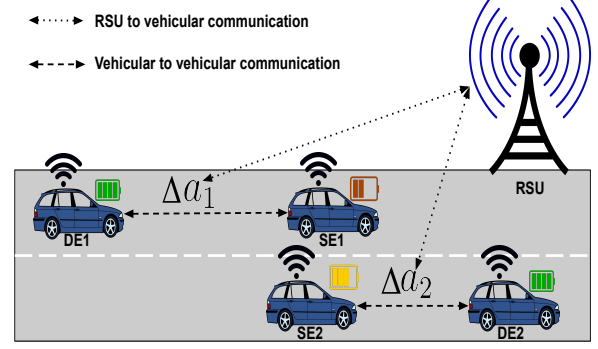 RSU to vehicular communication
Vehicular to vehicular communication
RSU
Δa₁
DE1
SE1
Δa₂
SE2
DE2